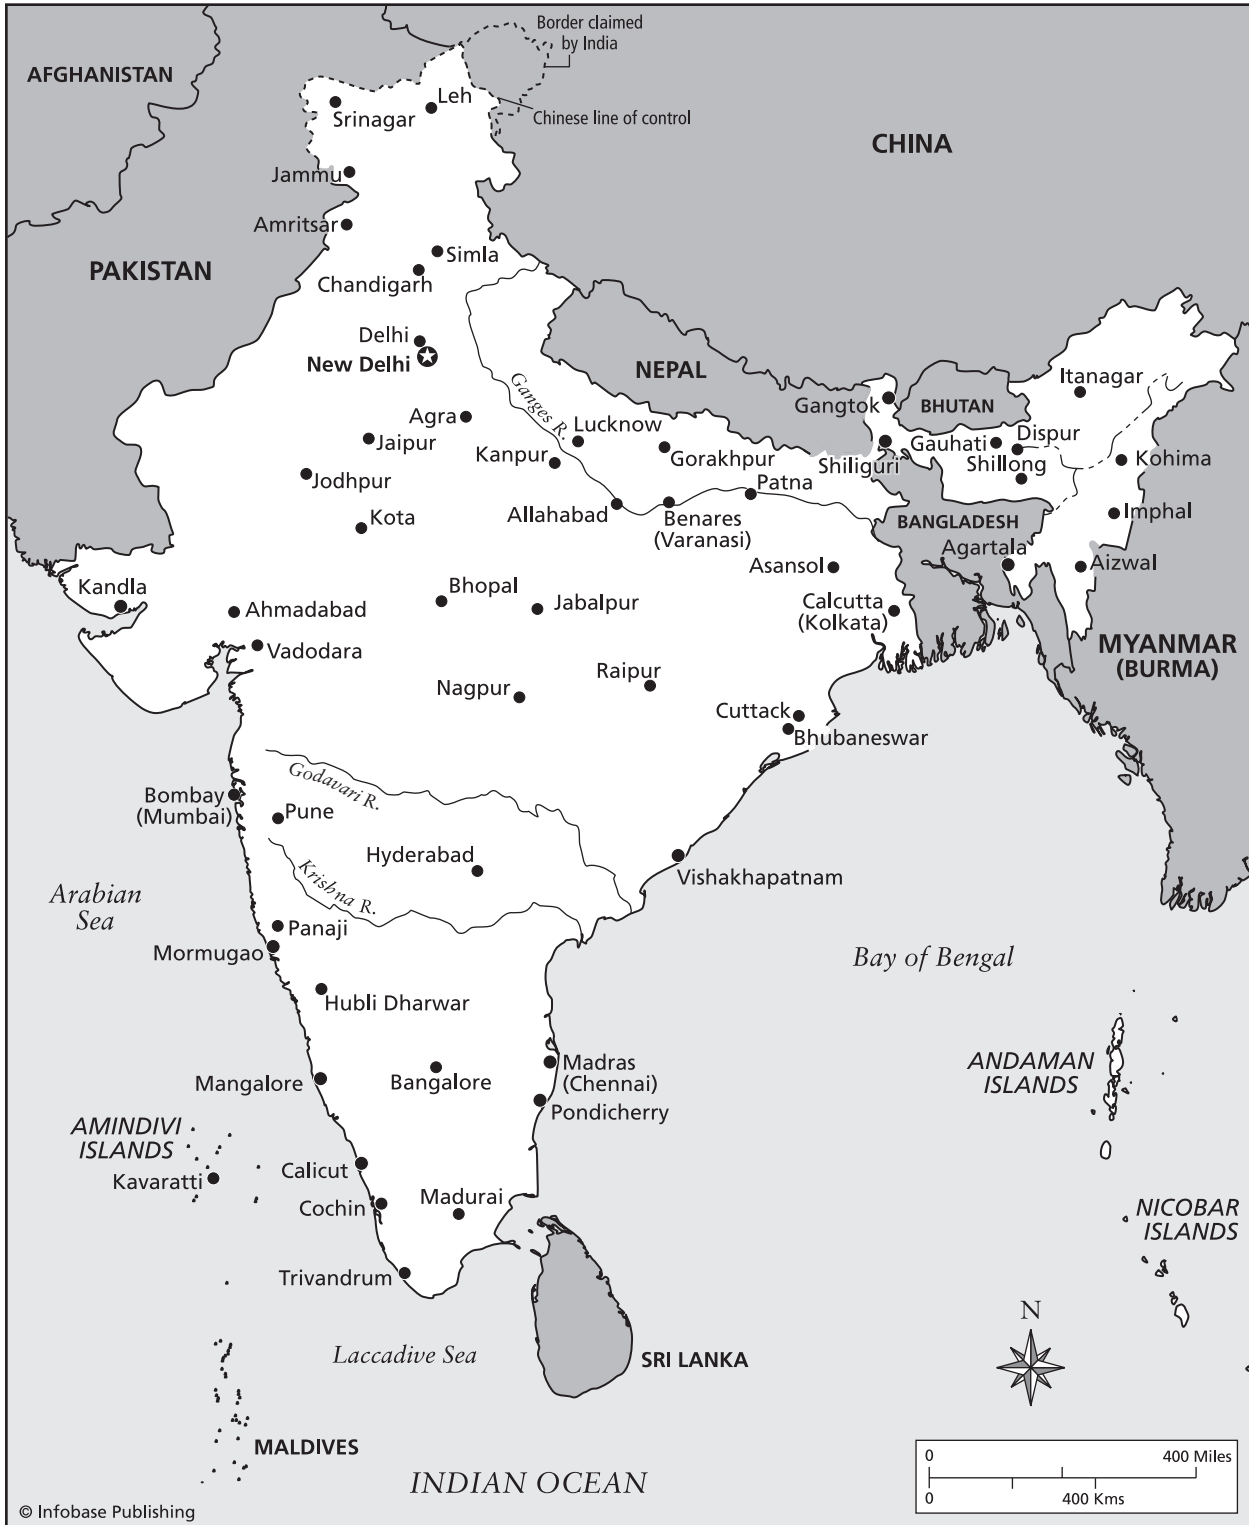 Border claimed
by India
AFGHANISTAN
Leh
Srinagar
Chinese line of control
CHINA
Jammu
Amritsar
Simla
PAKISTAN
Chandigarh
Delhi
New Delhi
NEPAL
Itanagar
Ganges R.
Gangtok
BHUTAN
Agra
Lucknow
Jaipur
Gauhati
Dispur
Kanpur
Gorakhpur
Shiliguri
Shillong
Kohima
Jodhpur
Patna
Allahabad
Benares
(Varanasi)
Kota
BANGLADESH
Imphal
Agartala
Asansol
Aizwal
Kandla
Bhopal
Jabalpur
Ahmadabad
Calcutta
(Kolkata)
Vadodara
MYANMAR
(BURMA)
Raipur
Nagpur
Cuttack
Bhubaneswar
Godavari R.
Bombay
(Mumbai)
Pune
Hyderabad
Vishakhapatnam
Krishna R.
Arabian
Sea
Panaji
Mormugao
Bay of Bengal
Hubli Dharwar
Madras
(Chennai)
ANDAMAN
ISLANDS
Mangalore
Bangalore
Pondicherry
AMINDIVI
ISLANDS
Calicut
Kavaratti
Madurai
Cochin
NICOBAR
ISLANDS
Trivandrum
N
Laccadive Sea
SRI LANKA
MALDIVES
0 400 Miles
INDIAN OCEAN
0 400 Kms
© Infobase Publishing